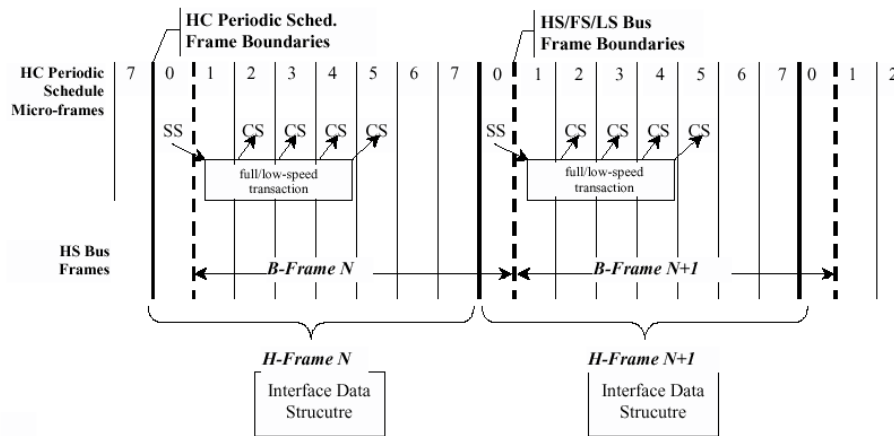 HC Periodic Sched.
Frame Boundaries
HS/FS/LS Bus
Frame Boundaries
HC Periodic
Schedule
Micro-frames
7 0 1 2 3 4 5 6 7 0 1 2 3 4 5 6 7 0 1 2
SS CS CS CS CS SS CS CS CS CS
full/low-speed
transaction
full/low-speed
transaction
HS Bus
Frames
B-Frame N B-Frame N+1
H-Frame N H-Frame N+1
Interface Data
Strucutre
Interface Data
Strucutre